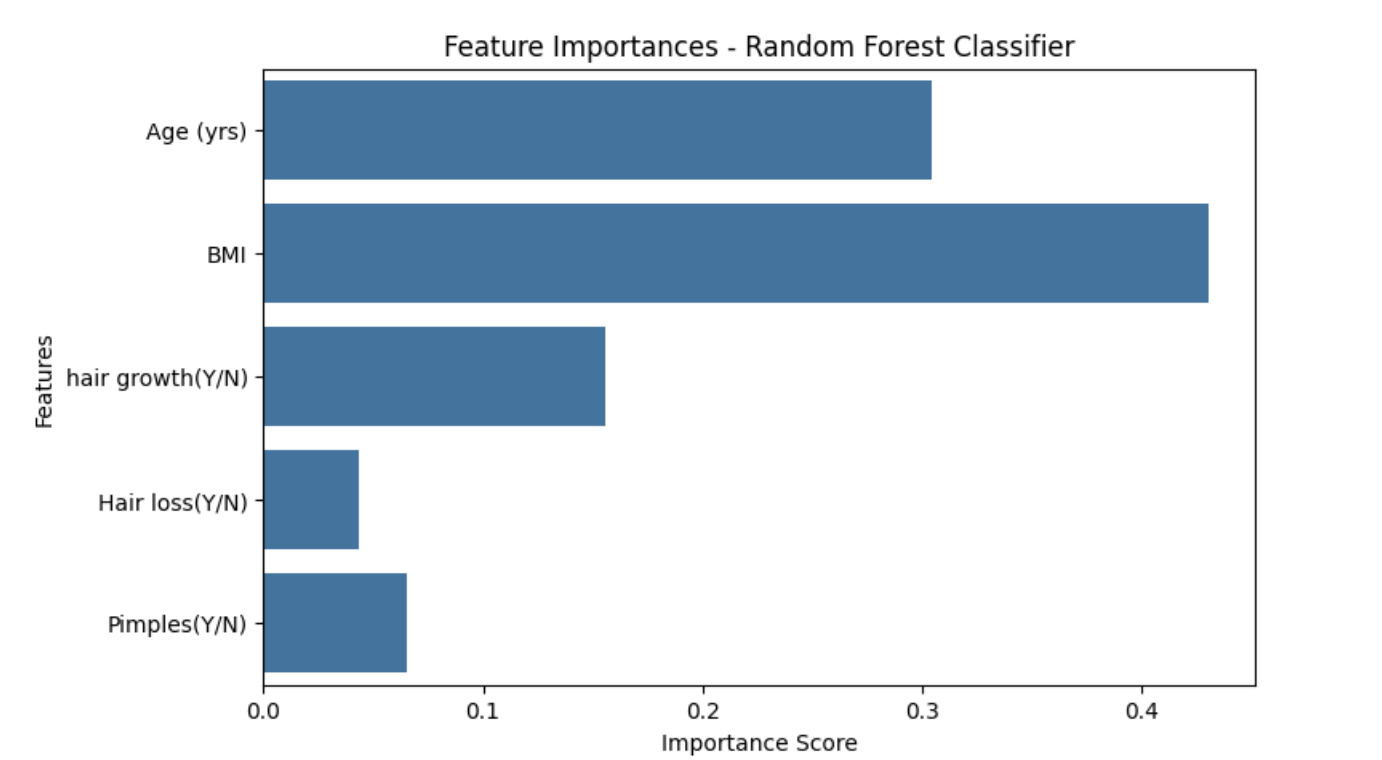 Feature Importances - Random Forest Classifier
Age (yrs)
BMI
hair growth(Y/N)
Hair loss(Y/N)
Pimples(Y/N)
Features
0.0 0.1 0.2 0.3 0.4
Importance Score